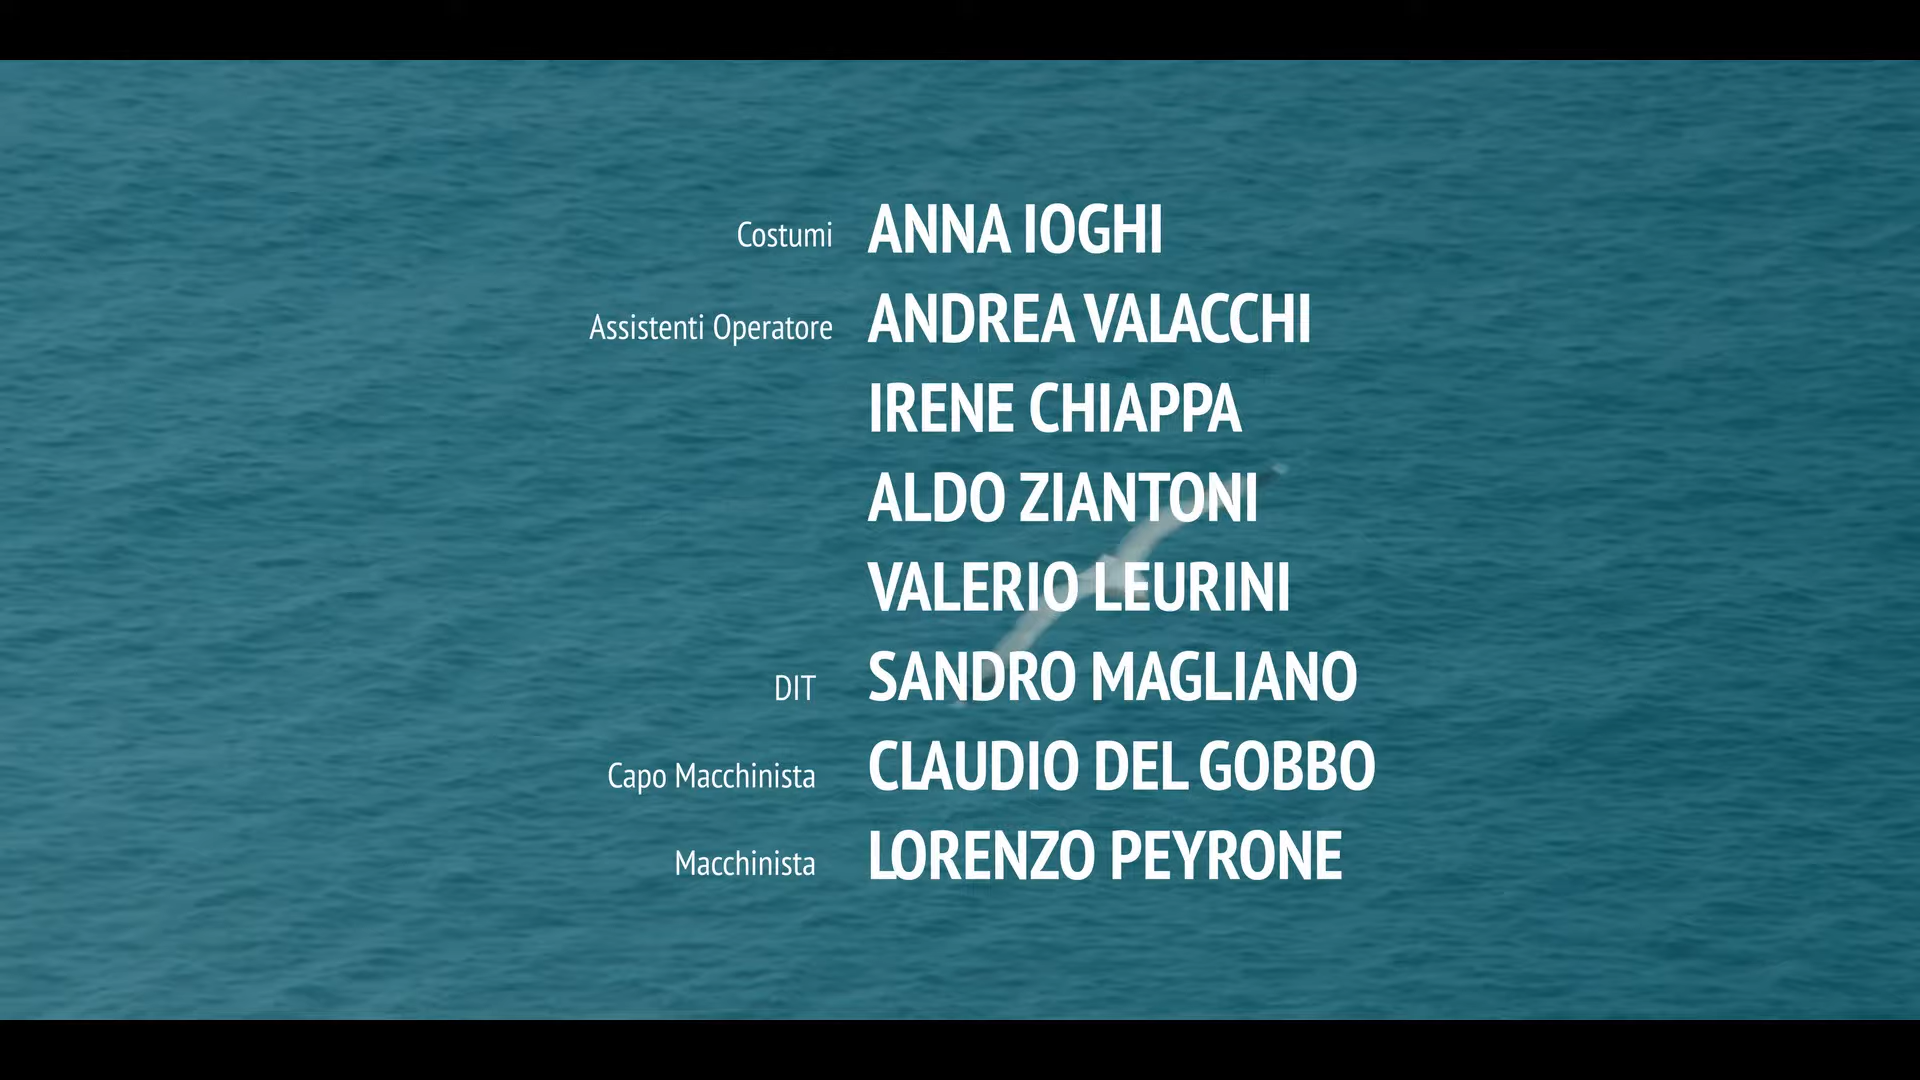 Costumi ANNA IOGHI
Assistenti Operatore ANDREA VALACCHI
IRENE CHIAPPA
ALDO ZIANTONI
VALERIO LEURINI
DIT SANDRO MAGLIANO
Capo Macchinista CLAUDIO DEL GOBBO
Macchinista LORENZO PEYRONE